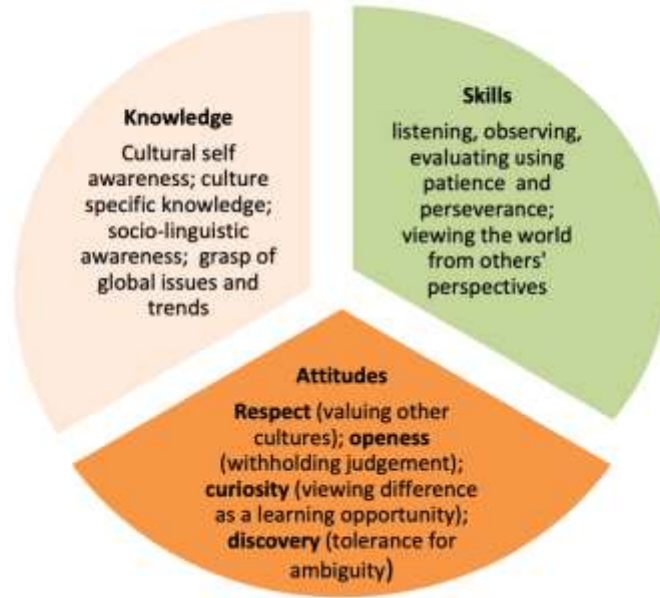 Knowledge
Cultural self
awareness; culture
specific knowledge;
socio-linguistic
awareness; grasp of
global issues and
trends
Skills
listening, observing,
evaluating using
patience and
perseverance;
viewing the world
from others'
perspectives
Attitudes
Respect (valuing other
cultures); openess
(withholding judgement);
curiosity (viewing difference
as a learning opportunity);
discovery (tolerance for
ambiguity)